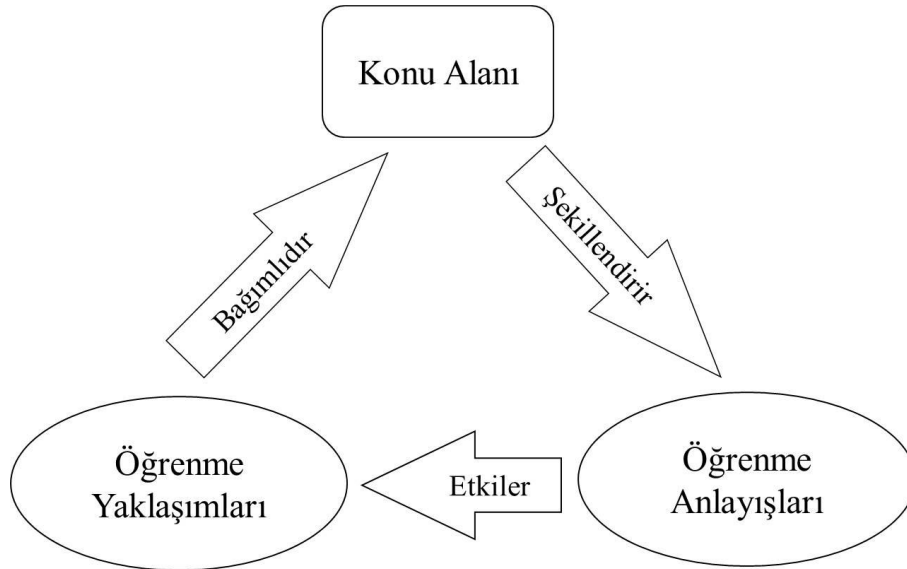 Konu Alanı
Şekillendirir
Bağımlıdır
Öğrenme
Yaklaşımları
Etkiler
Öğrenme
Anlayışları